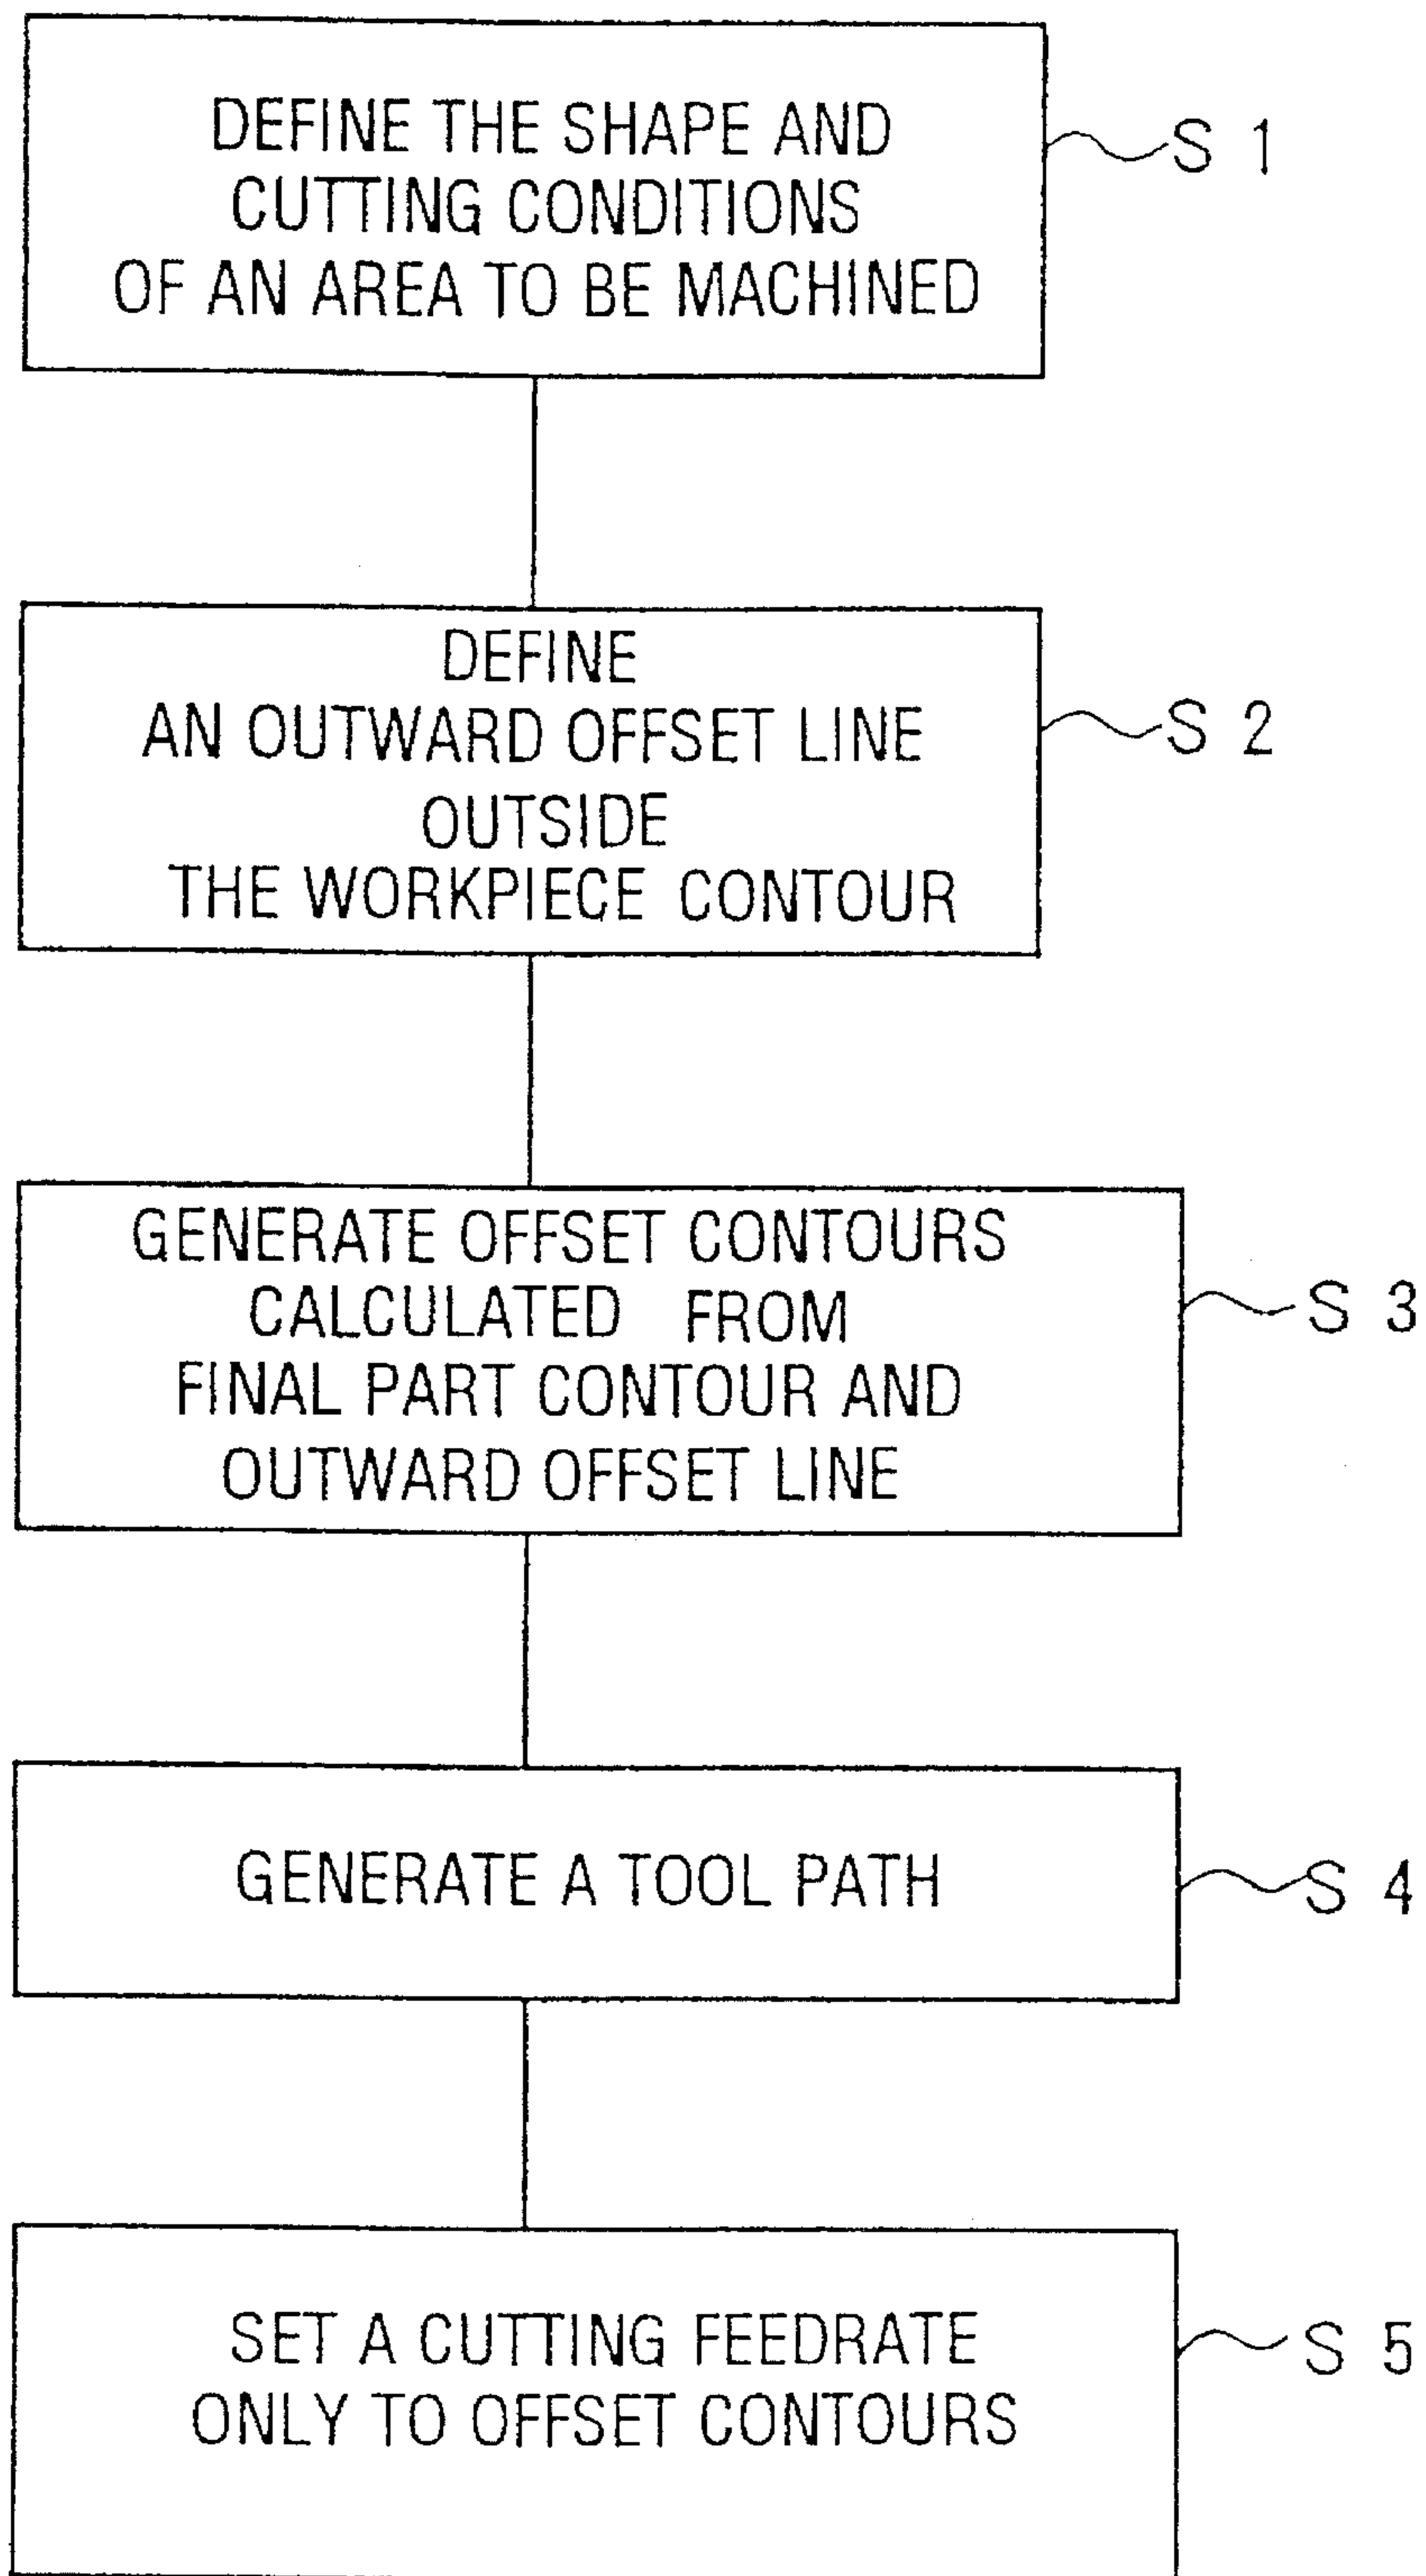 DEFINE THE SHAPE AND
CUTTING CONDITIONS
OF AN AREA TO BE MACHINED
S 1
DEFINE
AN OUTWARD OFFSET LINE
OUTSIDE
THE WORKPIECE CONTOUR
S 2
GENERATE OFFSET CONTOURS
CALCULATED FROM
FINAL PART CONTOUR AND
OUTWARD OFFSET LINE
S 3
GENERATE A TOOL PATH
S 4
SET A CUTTING FEEDRATE
ONLY TO OFFSET CONTOURS
S 5